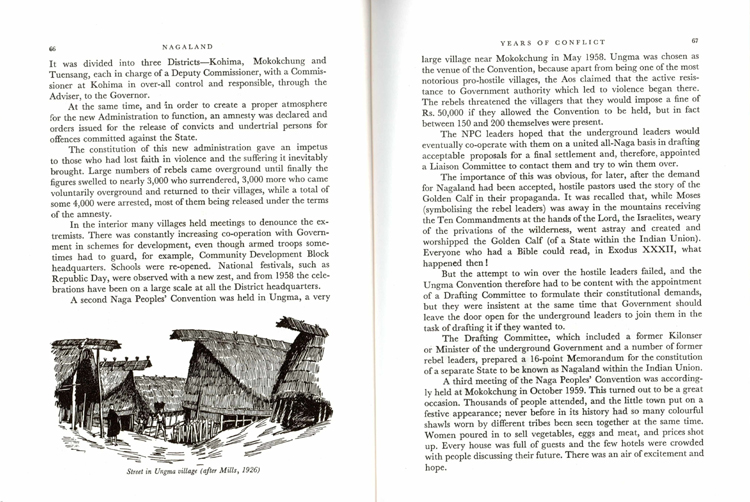 66
NAGALAND
It was divided into three Districts—Kohima, Mokokchung and
Tuensang, each in charge of a Deputy Commissioner, with a Commis-
sioner at Kohima in over-all control and responsible, through the
Adviser, to the Governor.
At the same time, and in order to create a proper atmosphere
for the new Administration to function, an amnesty was declared and
orders issued for the release of convicts and undertrial persons for
offences committed against the State.
The constitution of this new administration gave an impetus
to those who had lost faith in violence and the suffering it inevitably
brought. Large numbers of rebels came overground until finally the
figures swelled to nearly 3,000 who surrendered, 3,000 more who came
voluntarily overground and returned to their villages, while a total of
some 4,000 were arrested, most of them being released under the terms
of the amnesty.
In the interior many villages held meetings to denounce the ex-
tremists. There was constantly increasing co-operation with Govern-
ment in schemes for development, even though armed troops some-
times had to guard, for example, Community Development Block
headquarters. Schools were re-opened. National festivals, such as
Republic Day, were observed with a new zest, and from 1958 the cele-
brations have been on a large scale at all the District headquarters.
A second Naga Peoples' Convention was held in Ungma, a very
Street in Ungma village (after Mills, 1926)
YEARS OF CONFLICT
67
large village near Mokokchung in May 1958. Ungma was chosen as
the venue of the Convention, because apart from being one of the most
notorious pro-hostile villages, the Aos claimed that the active resis-
tance to Government authority which led to violence began there.
The rebels threatened the villagers that they would impose a fine of
Rs. 50,000 if they allowed the Convention to be held, but in fact
between 150 and 200 themselves were present.
The NPC leaders hoped that the underground leaders would
eventually co-operate with them on a united all-Naga basis in drafting
acceptable proposals for a final settlement and, therefore, appointed
a Liaison Committee to contact them and try to win them over.
The importance of this was obvious, for later, after the demand
for Nagaland had been accepted, hostile pastors used the story of the
Golden Calf in their propaganda. It was recalled that, while Moses
(symbolising the rebel leaders) was away in the mountains receiving
the Ten Commandments at the hands of the Lord, the Israelites, weary
of the privations of the wilderness, went astray and created and
worshipped the Golden Calf (of a State within the Indian Union).
Everyone who had a Bible could read, in Exodus XXXII, what
happened then!
But the attempt to win over the hostile leaders failed, and the
Ungma Convention therefore had to be content with the appointment
of a Drafting Committee to formulate their constitutional demands,
but they were insistent at the same time that Government should
leave the door open for the underground leaders to join them in the
task of drafting it if they wanted to.
The Drafting Committee, which included a former Kilonser
or Minister of the underground Government and a number of former
rebel leaders, prepared a 16-point Memorandum for the constitution
of a separate State to be known as Nagaland within the Indian Union.
A third meeting of the Naga Peoples' Convention was according-
ly held at Mokokchung in October 1959. This turned out to be a great
occasion. Thousands of people attended, and the little town put on a
festive appearance; never before in its history had so many colourful
shawls worn by different tribes been seen together at the same time.
Women poured in to sell vegetables, eggs and meat, and prices shot
up. Every house was full of guests and the few hotels were crowded
with people discussing their future. There was an air of excitement and
hope.